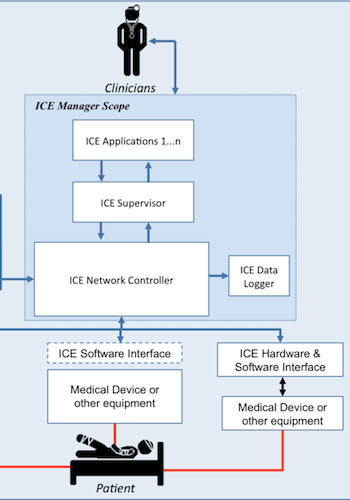 Clinicians
ICE Manager Scope
ICE Applications 1...n
ICE Supervisor
ICE Network Controller
ICE Data
Logger
ICE Software Interface
Medical Device or
other equipment
ICE Hardware &
Software Interface
Medical Device or
other equipment
Patient